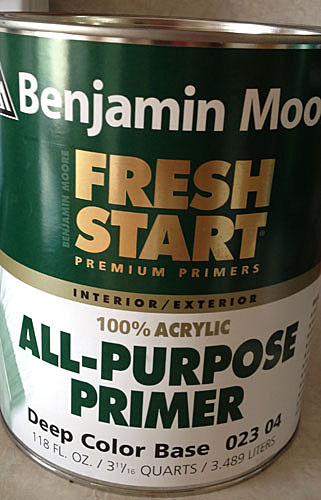 Benjamin Moo
BENJAMIN MOORE
FRESH
START®
PREMIUM PRIMERS
INTERIOR/EXTERIOR
100% ACRYLIC
ALL-PURPOSE
PRIMER
Deep Color Base 023 04
118 FL. OZ. / 3 11/16 QUARTS / 3.489 LITERS